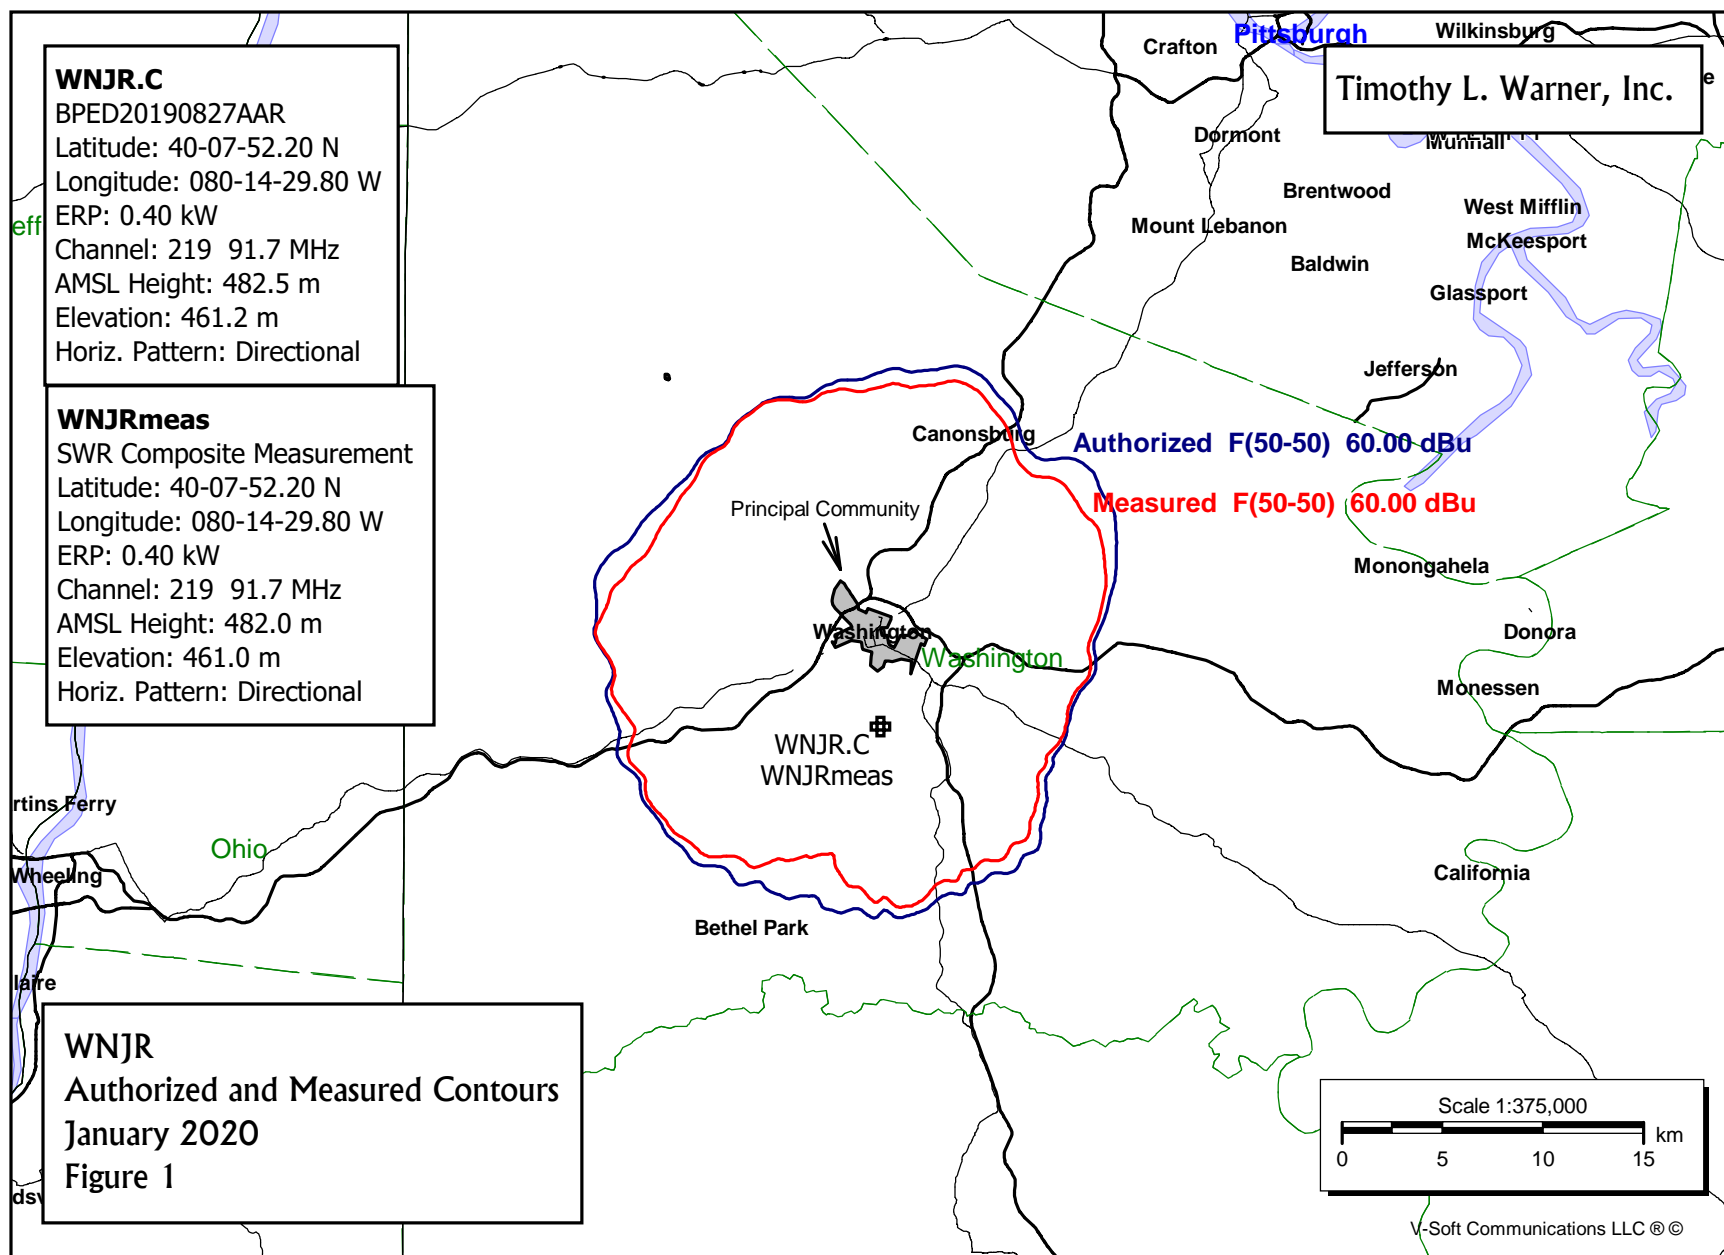 WNJR.C
BPED20190827AAR
Latitude: 40-07-52.20 N
Longitude: 080-14-29.80 W
ERP: 0.40 kW
Channel: 219  91.7 MHz
AMSL Height: 482.5 m
Elevation: 461.2 m
Horiz. Pattern: Directional
WNJRmeas
SWR Composite Measurement
Latitude: 40-07-52.20 N
Longitude: 080-14-29.80 W
ERP: 0.40 kW
Channel: 219  91.7 MHz
AMSL Height: 482.0 m
Elevation: 461.0 m
Horiz. Pattern: Directional
Pittsburgh
Crafton
Wilkinsburg
Timothy L. Warner, Inc.
Dormont
Munhall
Brentwood
West Mifflin
Mount Lebanon
McKeesport
Baldwin
Glassport
Jefferson
Canonsburg
Authorized  F(50-50)  60.00 dBu
Measured  F(50-50)  60.00 dBu
Principal Community
Monongahela
Washington
Donora
Washington
Monessen
WNJR.C
WNJRmeas
rtins Ferry
Ohio
Wheeling
California
Bethel Park
laire
WNJR
Authorized and Measured Contours
January 2020
Figure 1
Scale 1:375,000
km
0 5 10 15
V-Soft Communications LLC ® ©